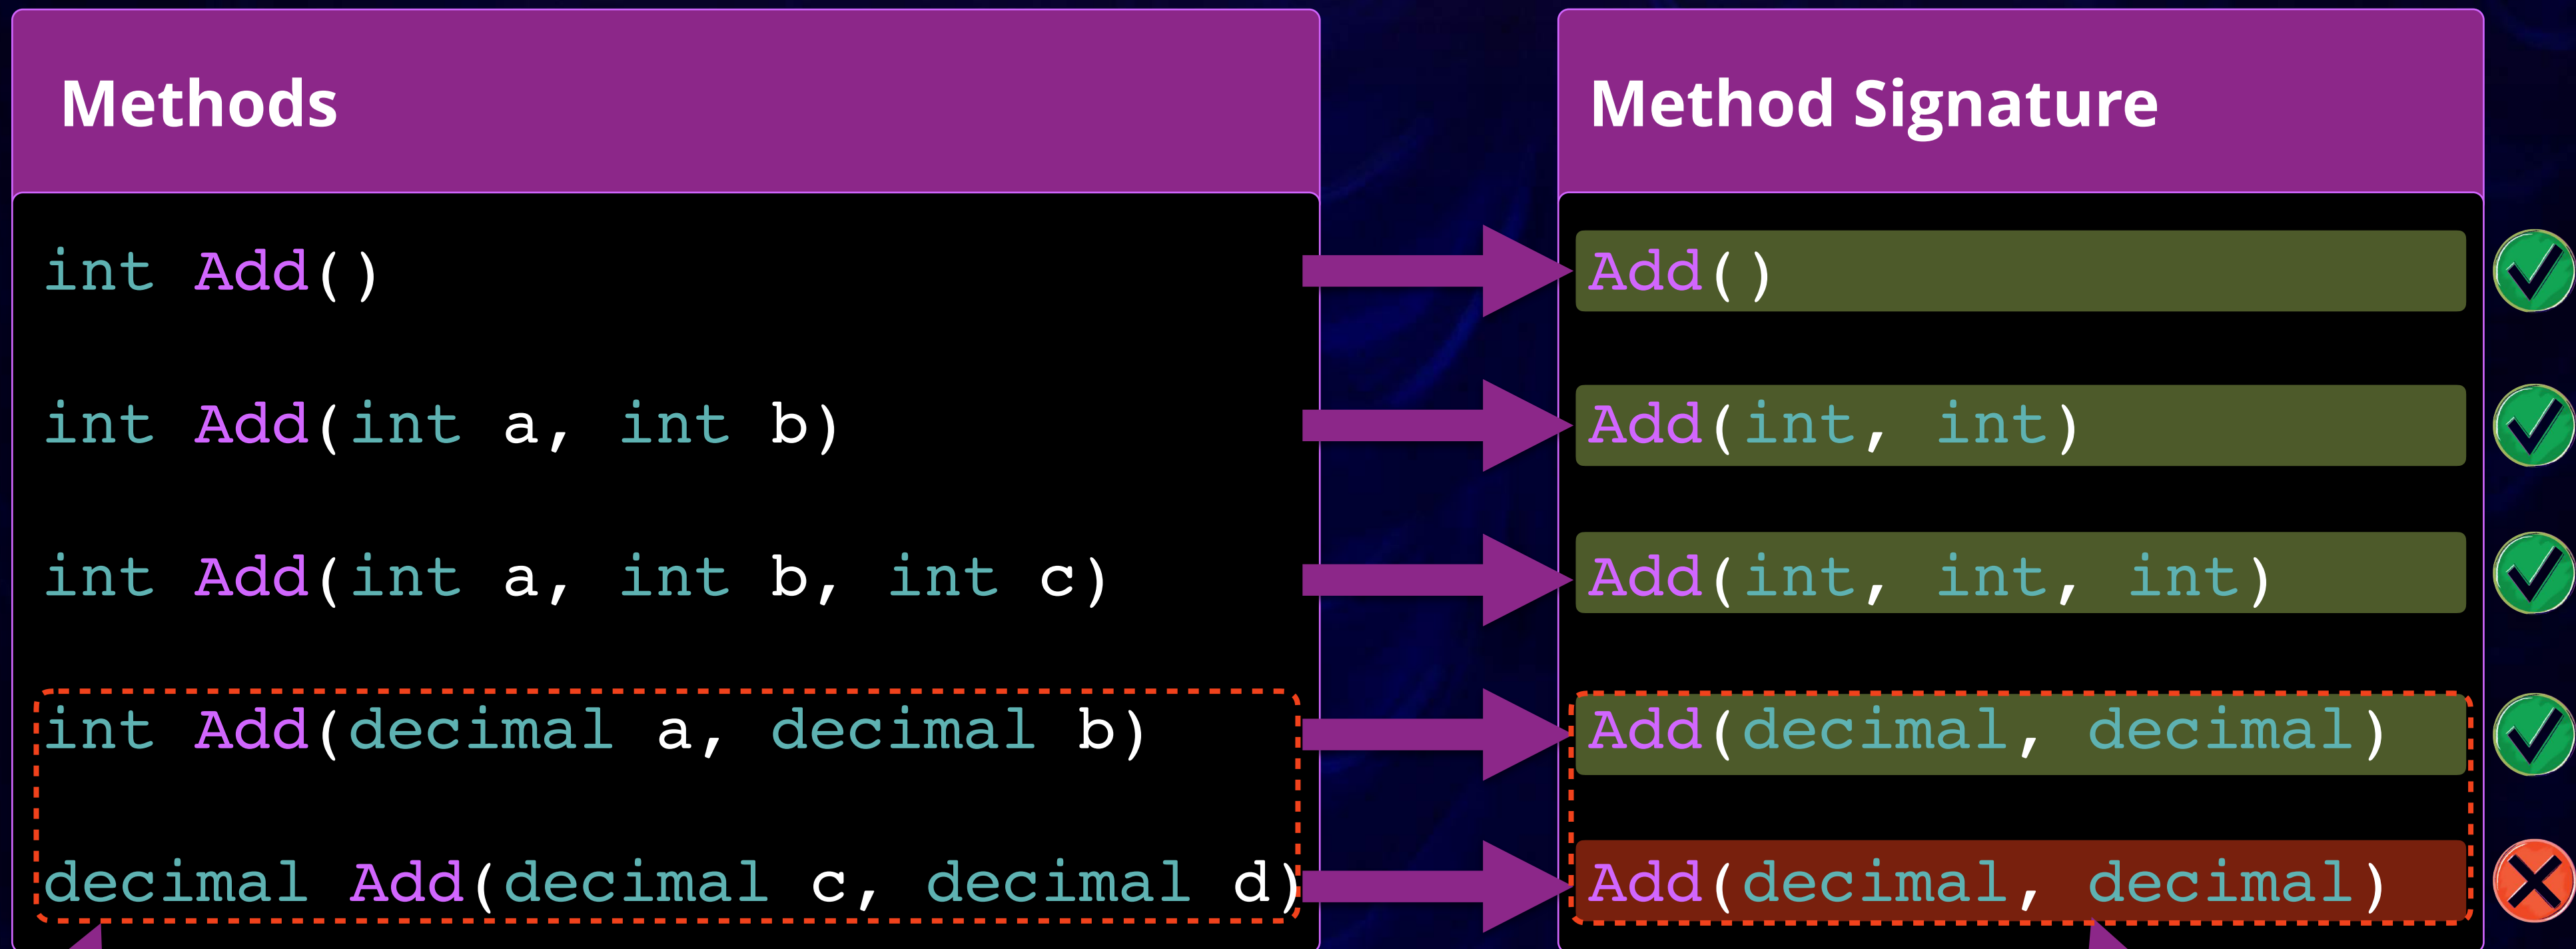 Methods
Method Signature
int Add()
Add()
int Add(int a, int b)
Add(int, int)
int Add(int a, int b, int c)
Add(int, int, int)
int Add(decimal a, decimal b)
Add(decimal, decimal)
decimal Add(decimal c, decimal d)
Add(decimal, decimal)